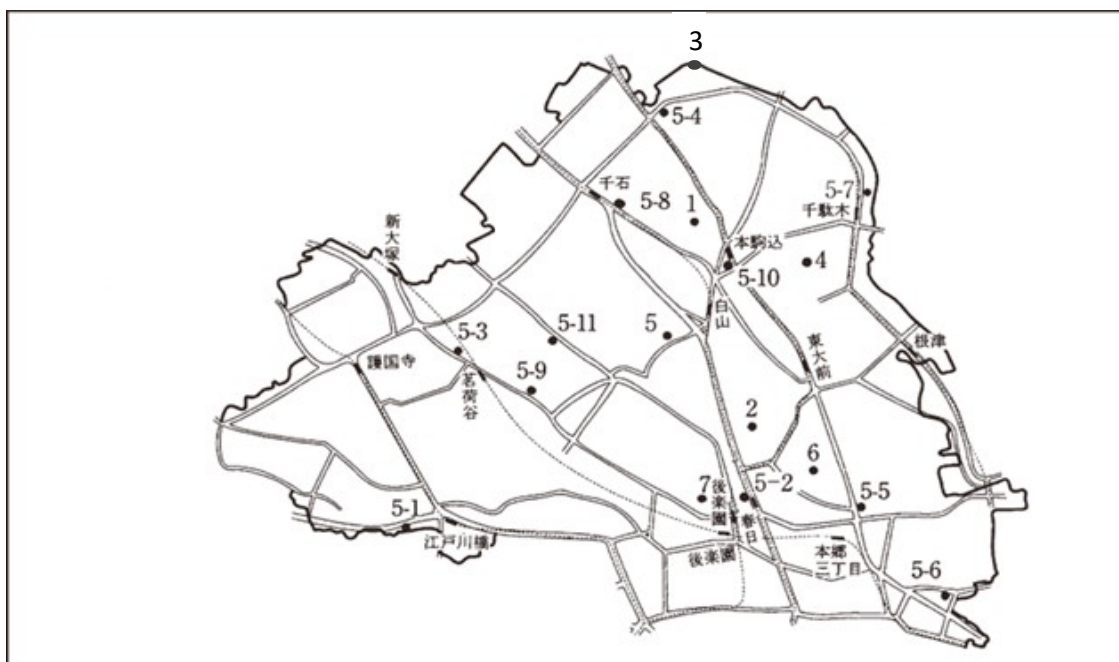 3
5-4
千石
5-8
1
5-7
千駄木
新大塚
本駒込
4
5-10
白山
5-3
5-11
5
東大前
根津
護国寺
5-9
茗荷谷
2
6
7
後楽園
5-2
春日
5-5
5-1
江戸川橋
後楽園
本郷
三丁目
5-6